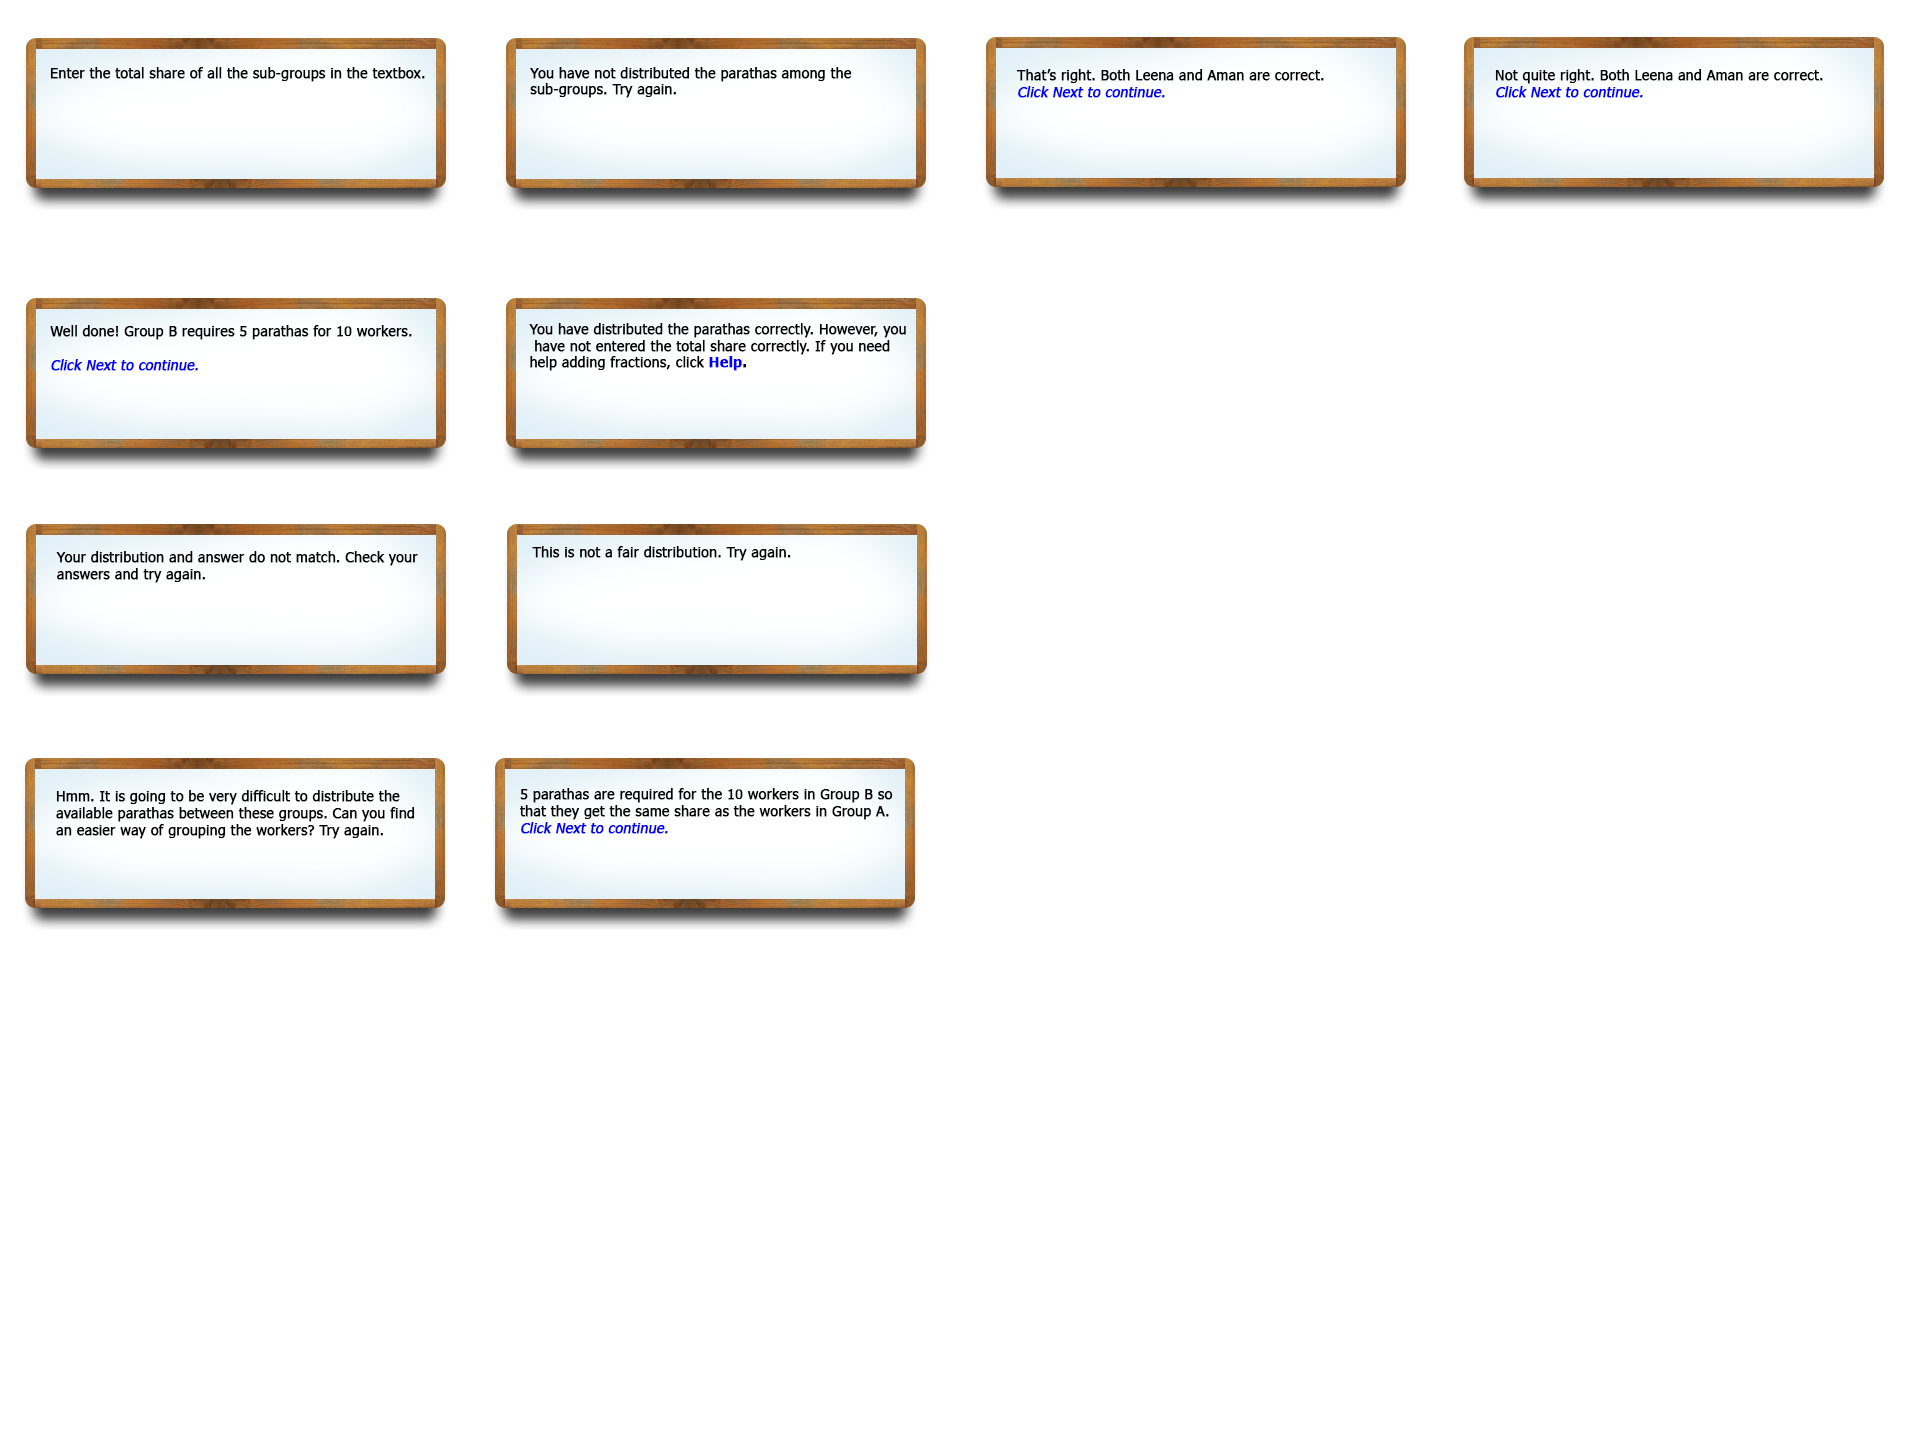 Enter the total share of all the sub-groups in the textbox.
You have not distributed the parathas among the
sub-groups. Try again.
That’s right. Both Leena and Aman are correct.
Click Next to continue.
Not quite right. Both Leena and Aman are correct.
Click Next to continue.
Well done! Group B requires 5 parathas for 10 workers.
Click Next to continue.
You have distributed the parathas correctly. However, you
have not entered the total share correctly. If you need
help adding fractions, click Help.
Your distribution and answer do not match. Check your
answers and try again.
This is not a fair distribution. Try again.
Hmm. It is going to be very difficult to distribute the
available parathas between these groups. Can you find
an easier way of grouping the workers? Try again.
5 parathas are required for the 10 workers in Group B so
that they get the same share as the workers in Group A.
Click Next to continue.